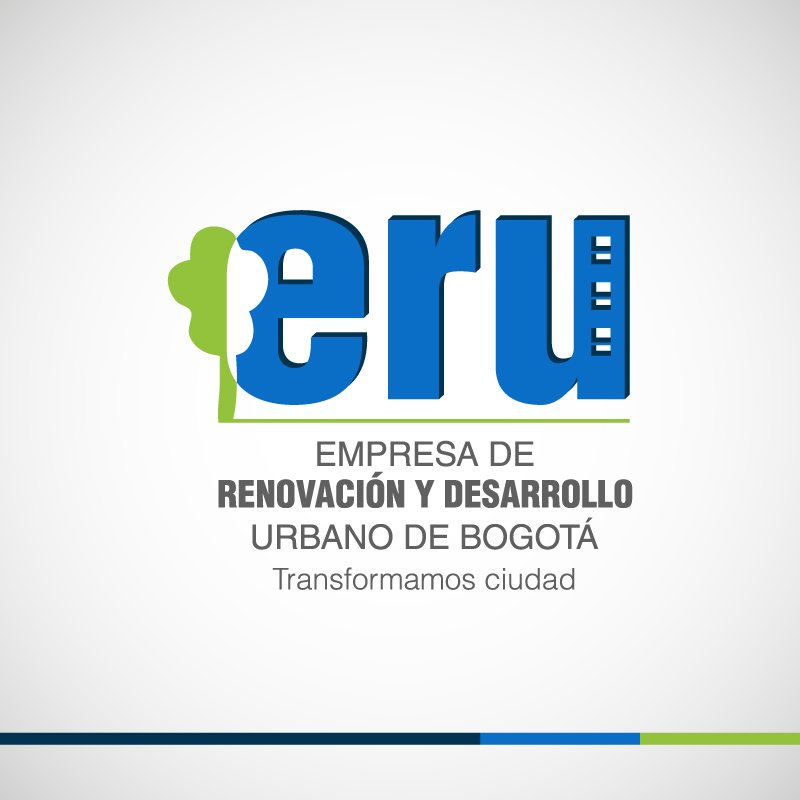 eru
EMPRESA DE
RENOVACIÓN Y DESARROLLO
URBANO DE BOGOTÁ
Transformamos ciudad